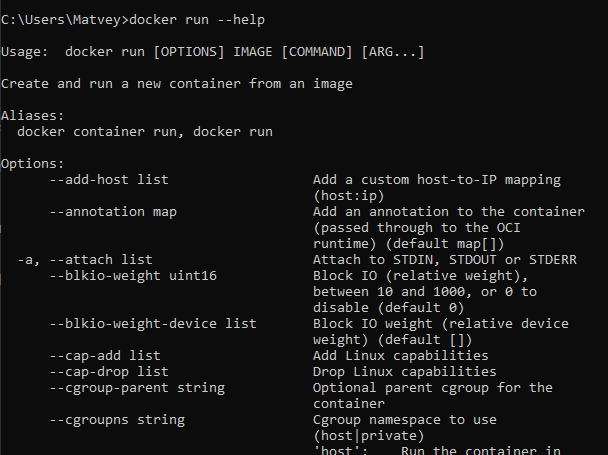 C:\Users\Matvey>docker run --help
Usage:  docker run [OPTIONS] IMAGE [COMMAND] [ARG...]
Create and run a new container from an image
Aliases:
  docker container run, docker run
Options:
      --add-host list                  Add a custom host-to-IP mapping
                                       (host:ip)
      --annotation map                 Add an annotation to the container
                                       (passed through to the OCI
                                       runtime) (default map[])
  -a, --attach list                    Attach to STDIN, STDOUT or STDERR
      --blkio-weight uint16            Block IO (relative weight),
                                       between 10 and 1000, or 0 to
                                       disable (default 0)
      --blkio-weight-device list       Block IO weight (relative device
                                       weight) (default [])
      --cap-add list                   Add Linux capabilities
      --cap-drop list                  Drop Linux capabilities
      --cgroup-parent string           Optional parent cgroup for the
                                       container
      --cgroupns string                Cgroup namespace to use
                                       (host|private)
                                       'host':    Run the container in